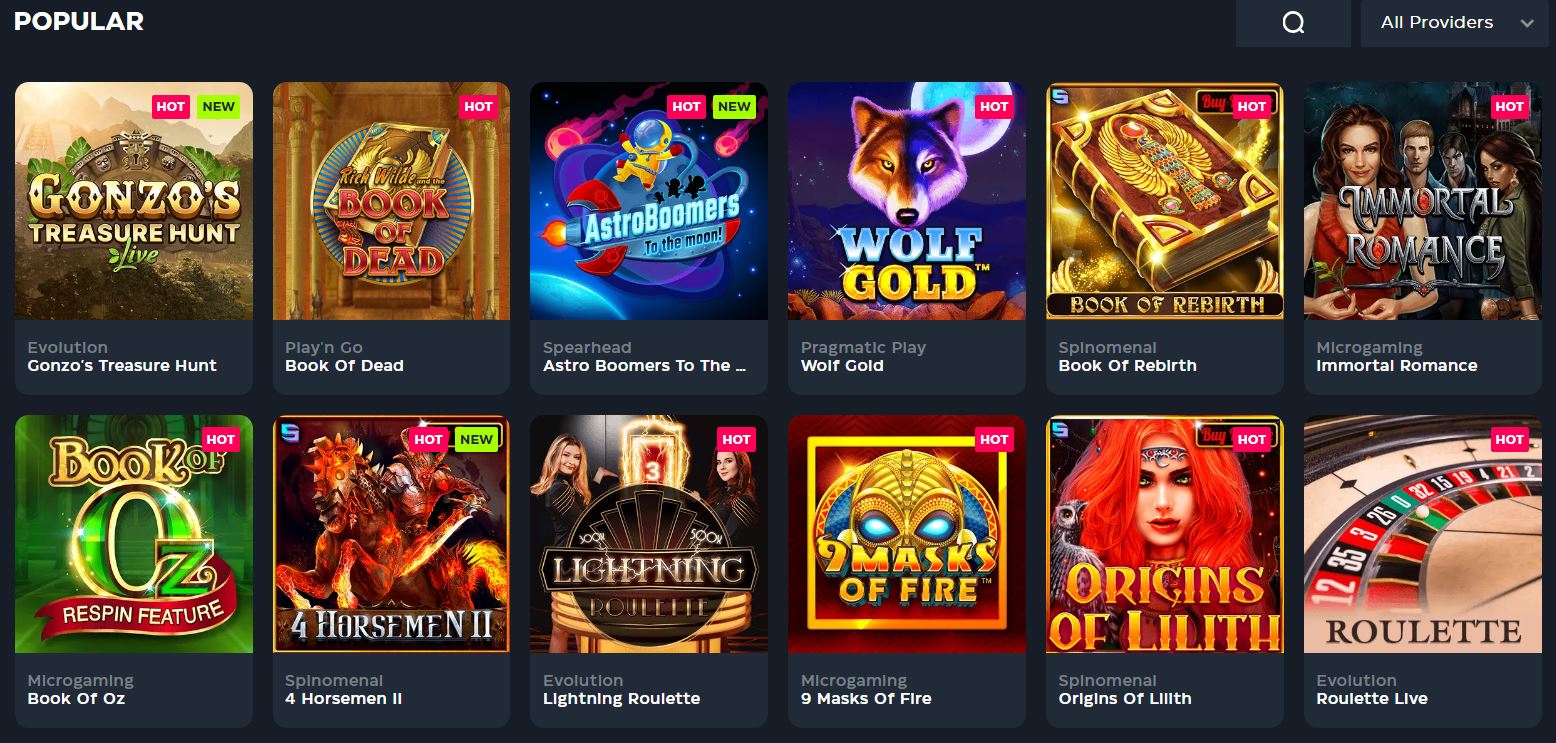 POPULAR
All Providers
HOT NEW
GONZO'S
TREASURE HUNT
Live
Evolution
Gonzo's Treasure Hunt
HOT
Rich Wilde and the
BOOK
OF
DEAD
Play'n Go
Book Of Dead
HOT NEW
AstroBoomers
To the moon!
Spearhead
Astro Boomers To The ...
HOT
WOLF
GOLD™
Pragmatic Play
Wolf Gold
Buy HOT
BOOK OF REBIRTH
Spinomenal
Book Of Rebirth
HOT
IMMORTAL
ROMANCE
Microgaming
Immortal Romance
HOT
BOOK OF
OZ
RESPIN FEATURE
Microgaming
Book Of Oz
HOT NEW
4 HORSEMEN II
Spinomenal
4 Horsemen II
HOT
3
SOON SOON
LIGHTNING
ROULETTE
Evolution
Lightning Roulette
HOT
9 MASKS
OF FIRE™
Microgaming
9 Masks Of Fire
Buy HOT
ORIGINS
OF LILITH
Spinomenal
Origins Of Lilith
HOT
12 35 3 26 0 32 15 19 4 21 2
ROULETTE
Evolution
Roulette Live